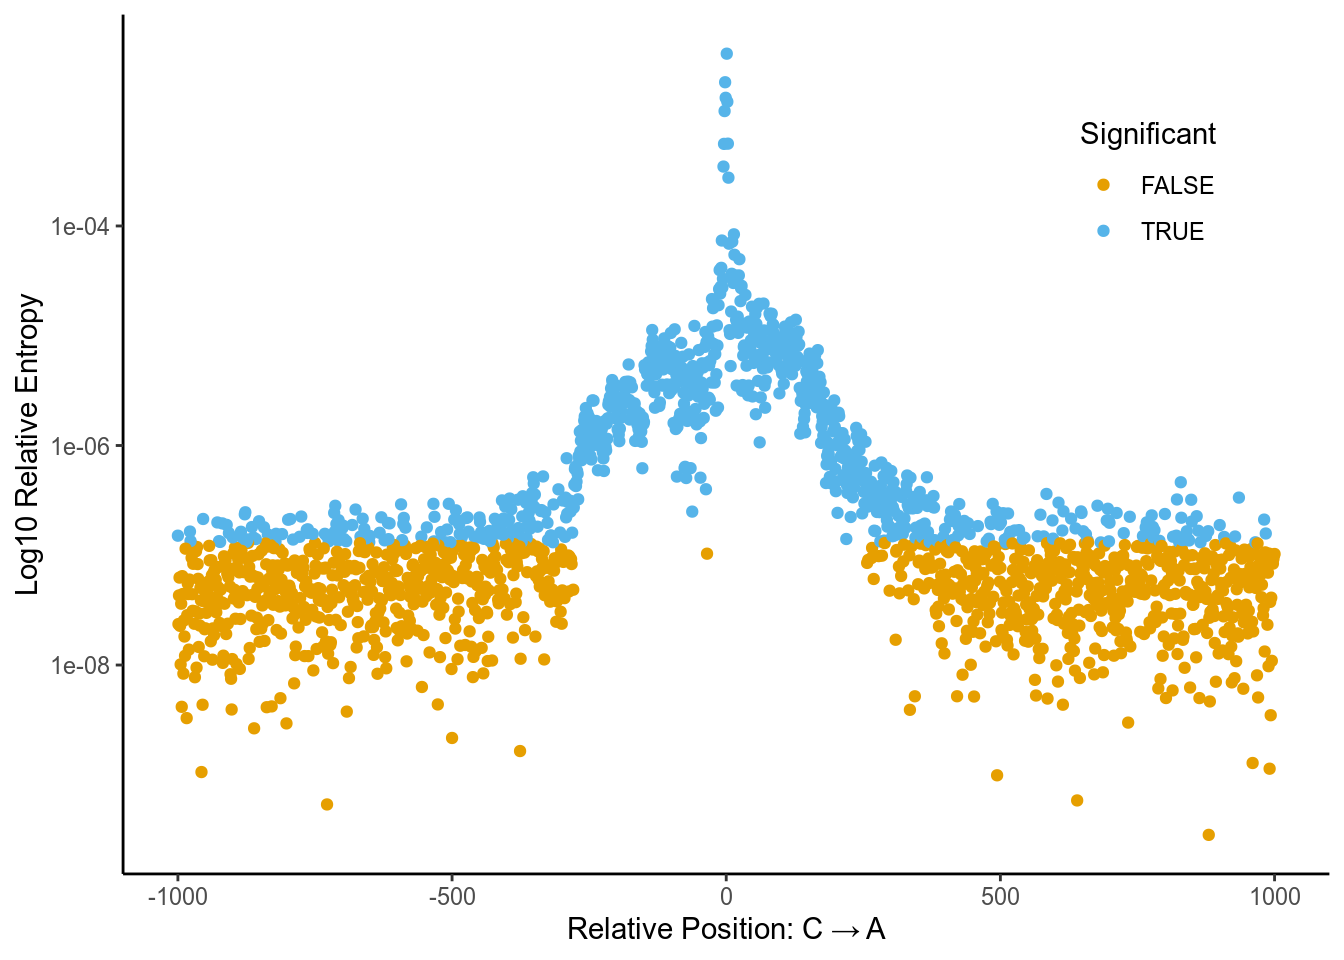 Significant
FALSE
TRUE
Log10 Relative Entropy
1e-04
1e-06
1e-08
-1000 -500 0 500 1000
Relative Position: C → A